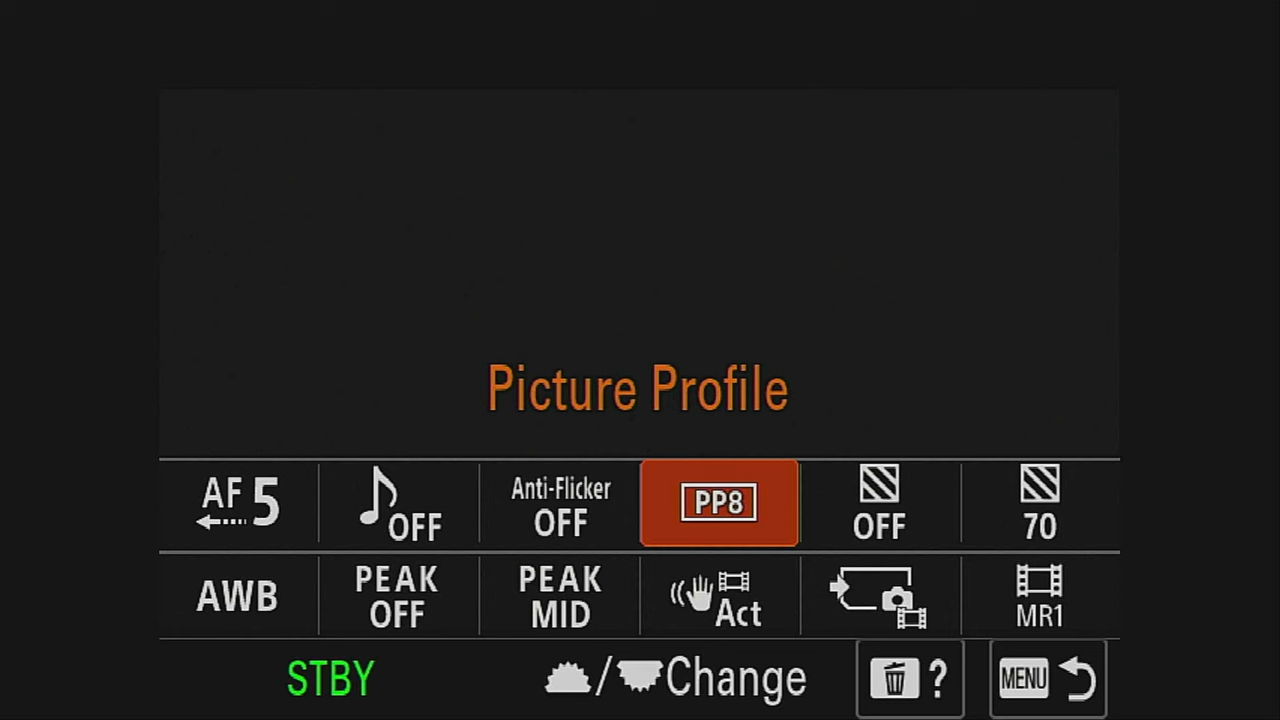 Picture Profile
AF 5
OFF
Anti-Flicker
OFF
PP8
OFF
70
AWB
PEAK
OFF
PEAK
MID
Act
MR1
STBY
/ Change
?
MENU